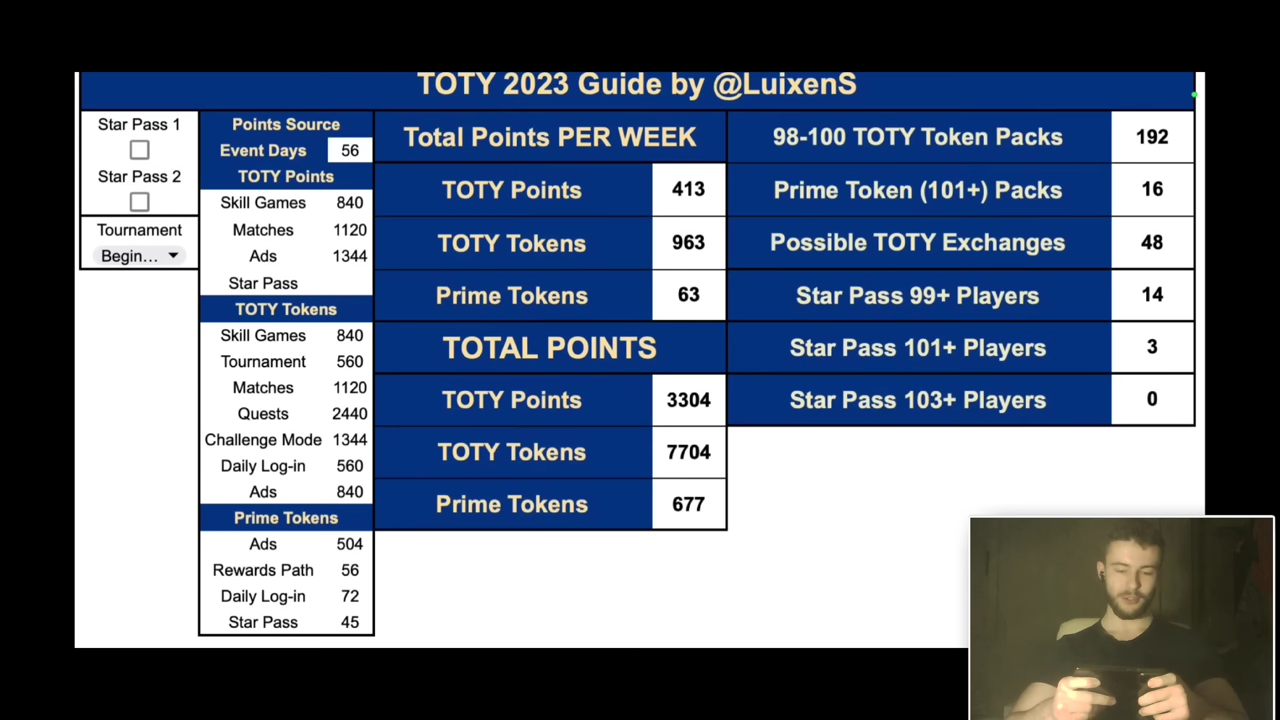 TOTY 2023 Guide by @LuixenS
Star Pass 1
Star Pass 2
Tournament
Begin...
Points Source
Event Days 56
TOTY Points
Skill Games 840
Matches 1120
Ads 1344
Star Pass
TOTY Tokens
Skill Games 840
Tournament 560
Matches 1120
Quests 2440
Challenge Mode 1344
Daily Log-in 560
Ads 840
Prime Tokens
Ads 504
Rewards Path 56
Daily Log-in 72
Star Pass 45
Total Points PER WEEK
TOTY Points 413
TOTY Tokens 963
Prime Tokens 63
TOTAL POINTS
TOTY Points 3304
TOTY Tokens 7704
Prime Tokens 677
98-100 TOTY Token Packs 192
Prime Token (101+) Packs 16
Possible TOTY Exchanges 48
Star Pass 99+ Players 14
Star Pass 101+ Players 3
Star Pass 103+ Players 0